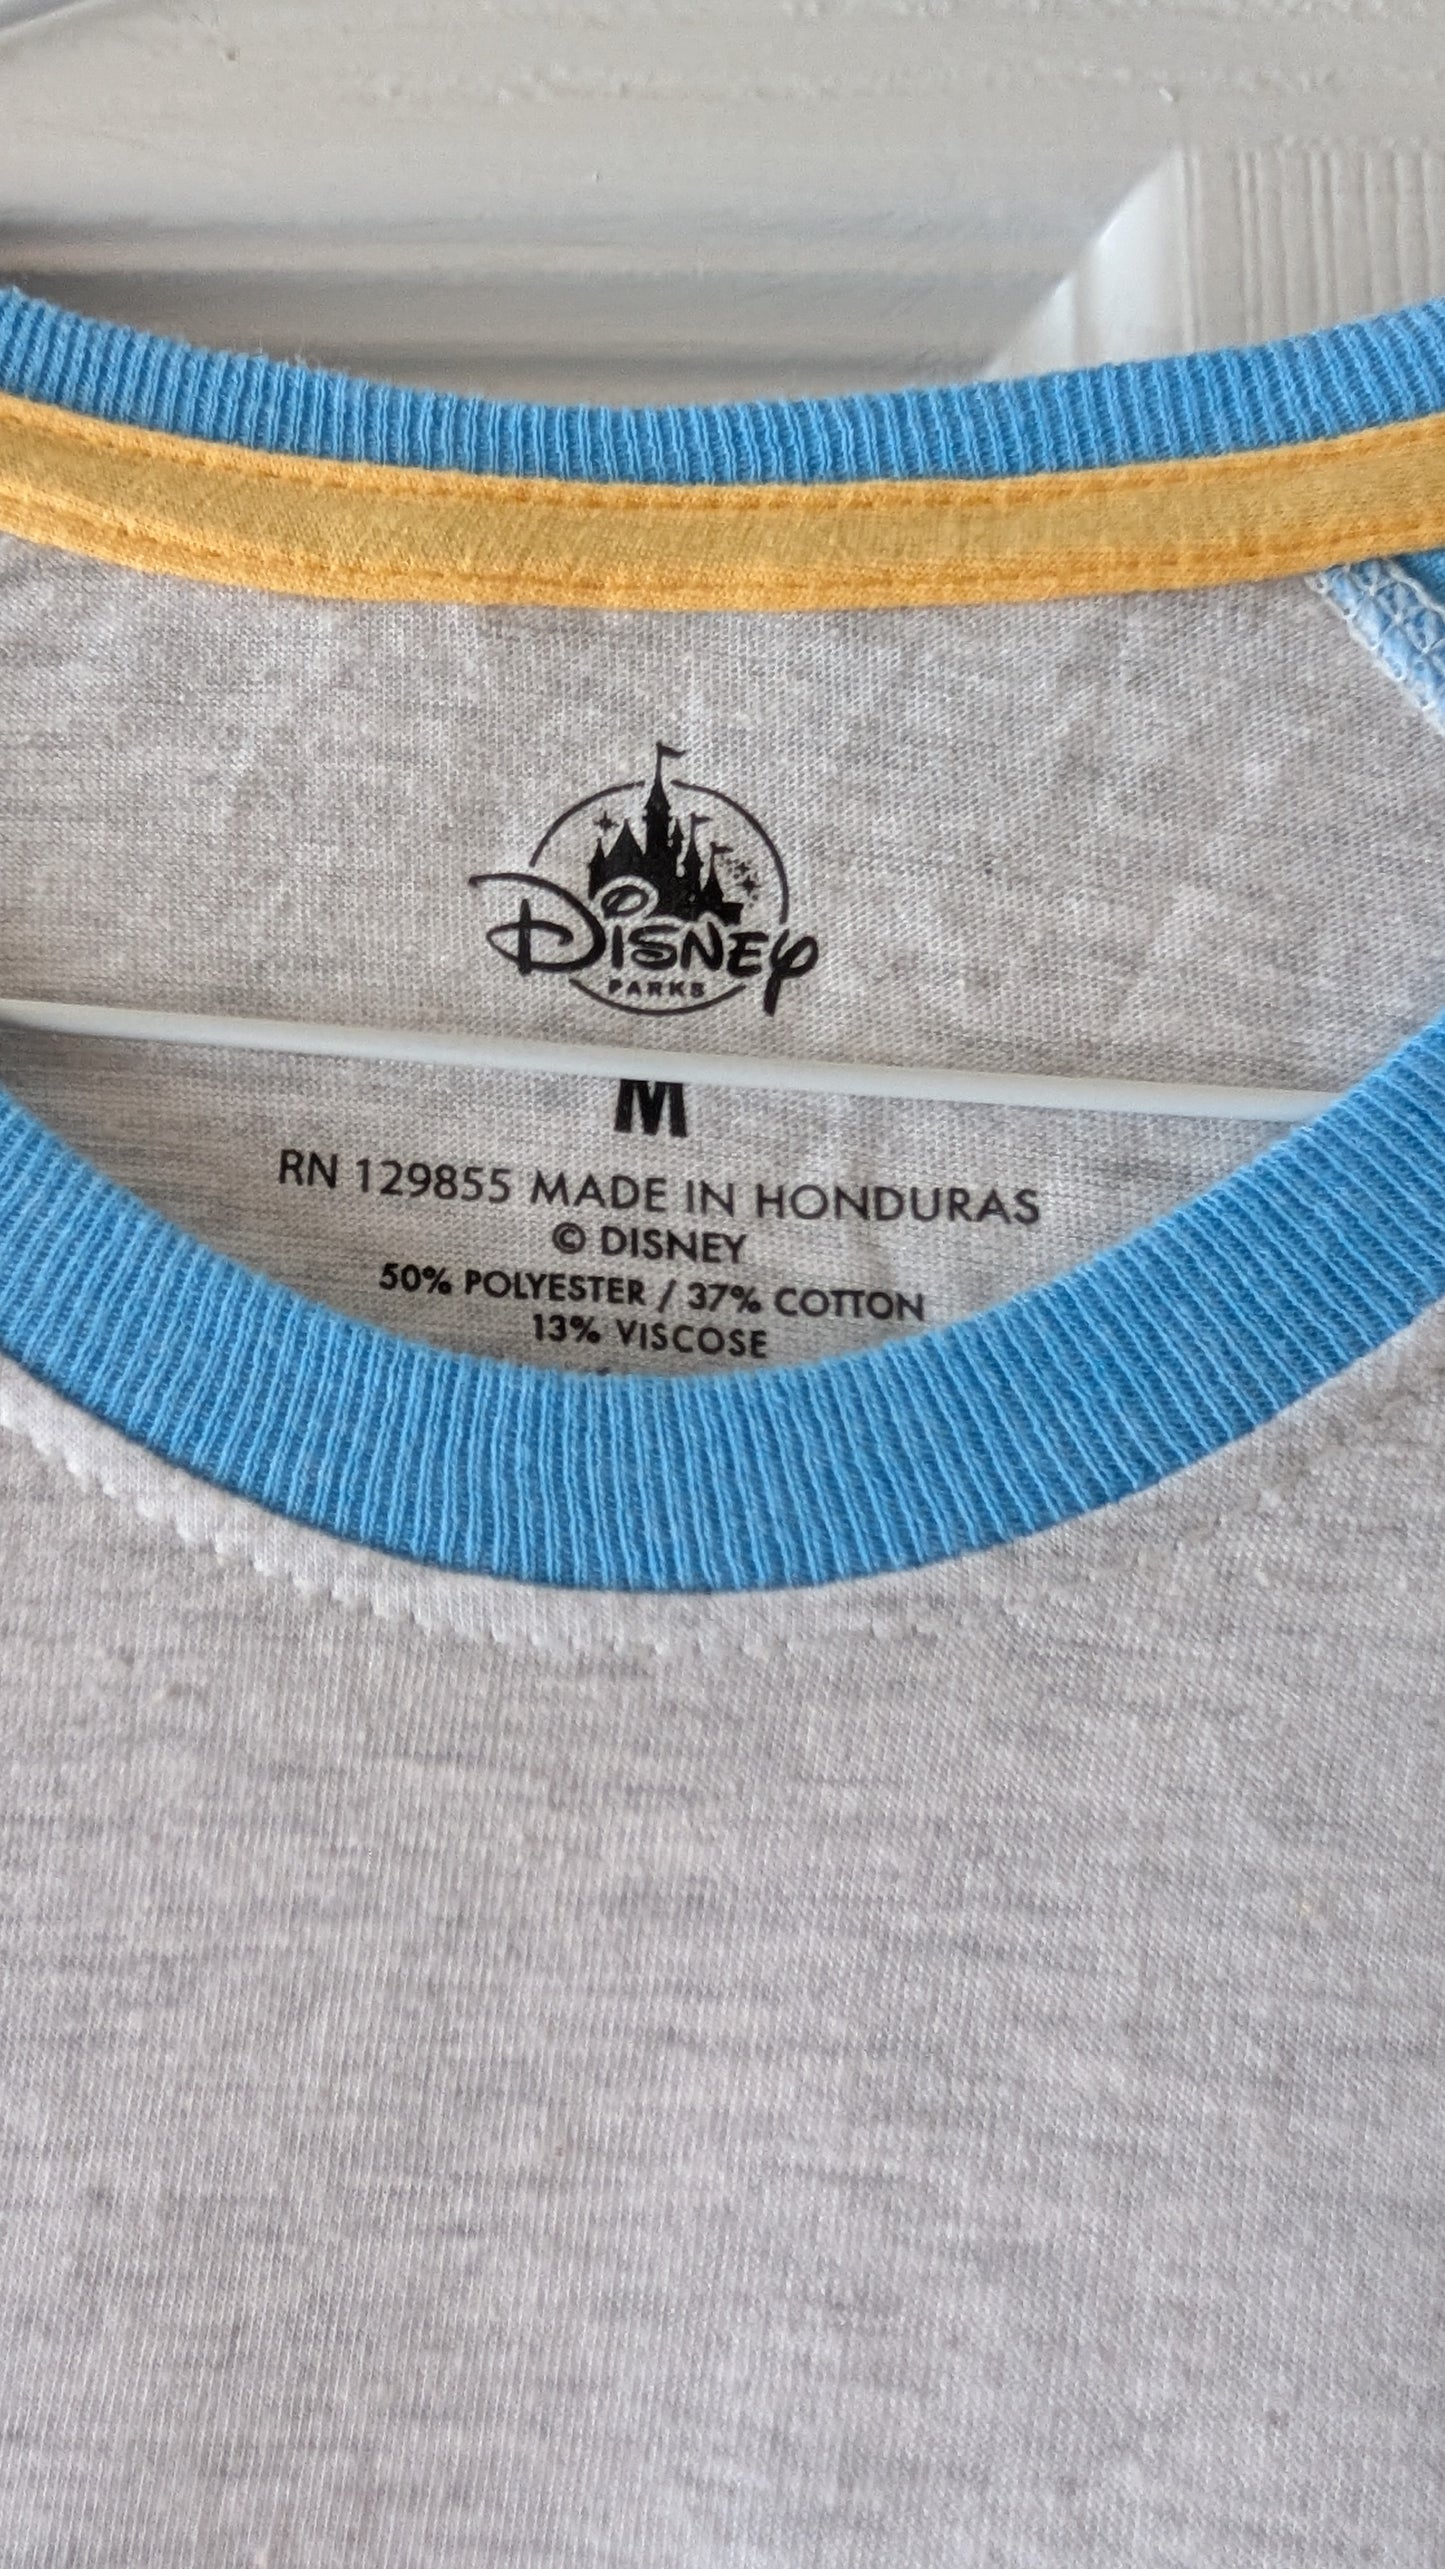 Disney
PARKS
M
RN 129855 MADE IN HONDURAS
© DISNEY
50% POLYESTER / 37% COTTON
13% VISCOSE